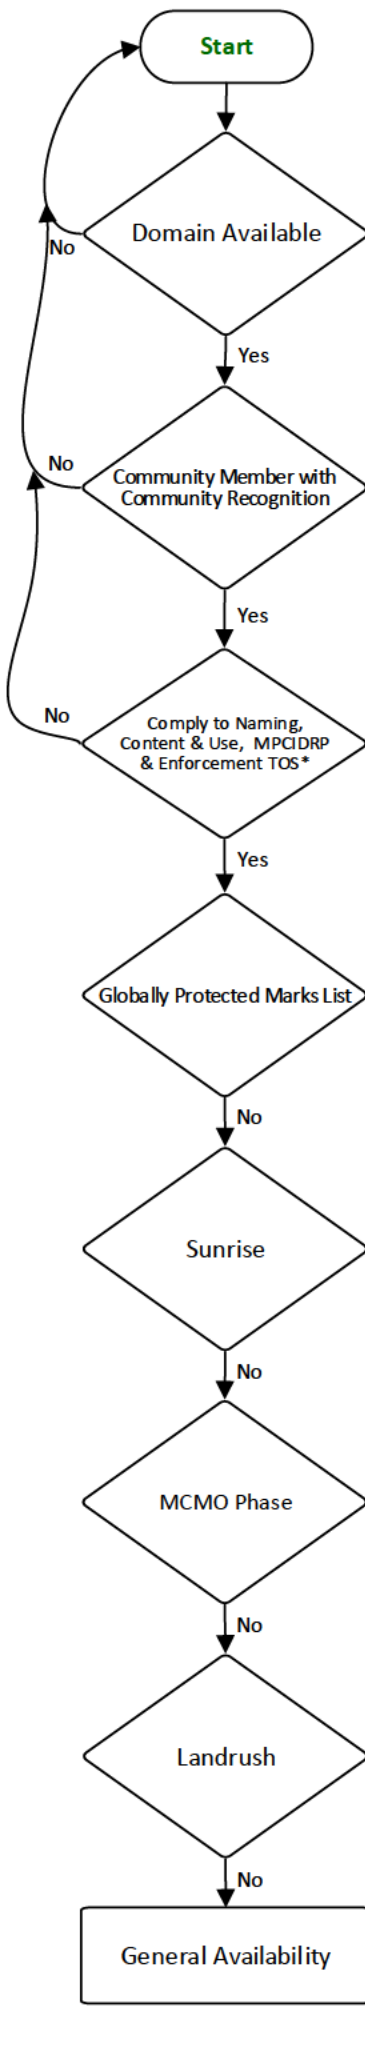 Start
Domain Available
No
Yes
Community Member with
Community Recognition
No
Yes
Comply to Naming,
Content & Use, MPCIDRP
& Enforcement TOS*
No
Yes
Globally Protected Marks List
No
Sunrise
No
MCMO Phase
No
Landrush
No
General Availability